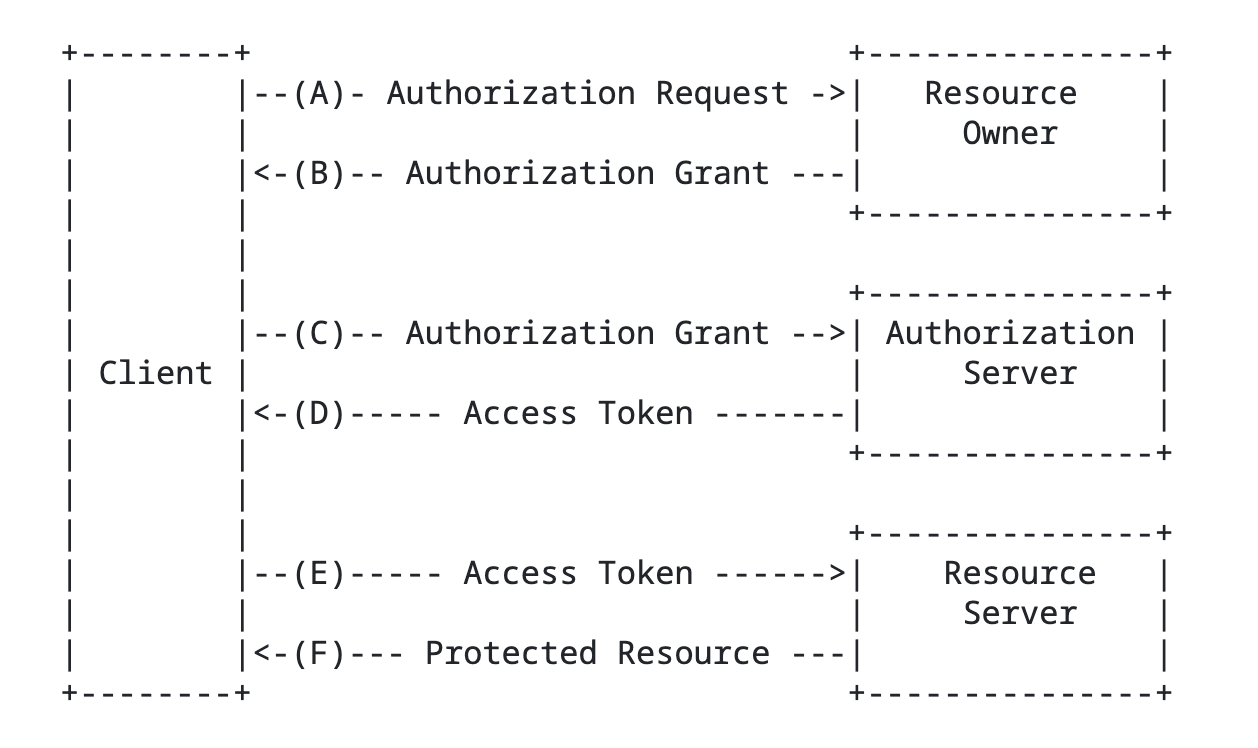 +--------+                               +---------------+
|        |--(A)- Authorization Request ->|   Resource    |
|        |                               |     Owner     |
|        |<-(B)-- Authorization Grant ---|               |
|        |                               +---------------+
|        |
|        |                               +---------------+
|        |--(C)-- Authorization Grant -->| Authorization |
| Client |                               |     Server    |
|        |<-(D)----- Access Token -------|               |
|        |                               +---------------+
|        |
|        |                               +---------------+
|        |--(E)----- Access Token ------>|    Resource   |
|        |                               |     Server    |
|        |<-(F)--- Protected Resource ---|               |
+--------+                               +---------------+